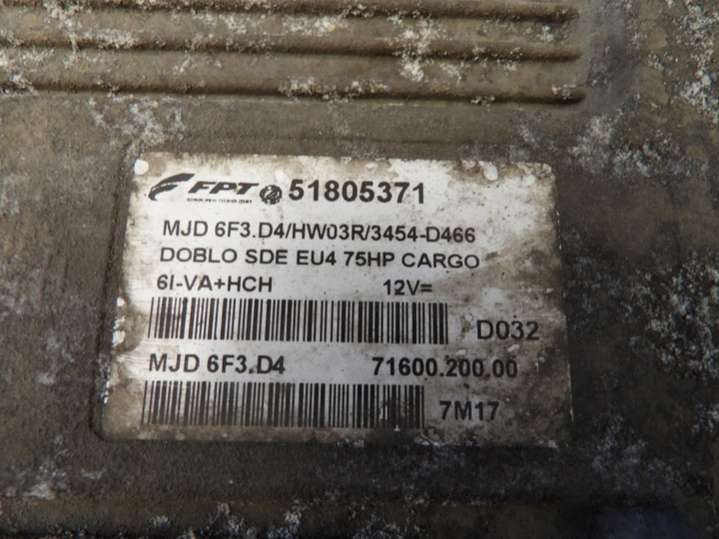 FPT 51805371
MJD 6F3.D4/HW03R/3454-D466
DOBLO SDE EU4 75HP CARGO
6I-VA+HCH 12V=
D032
MJD 6F3.D4 71600.200.00
7M17